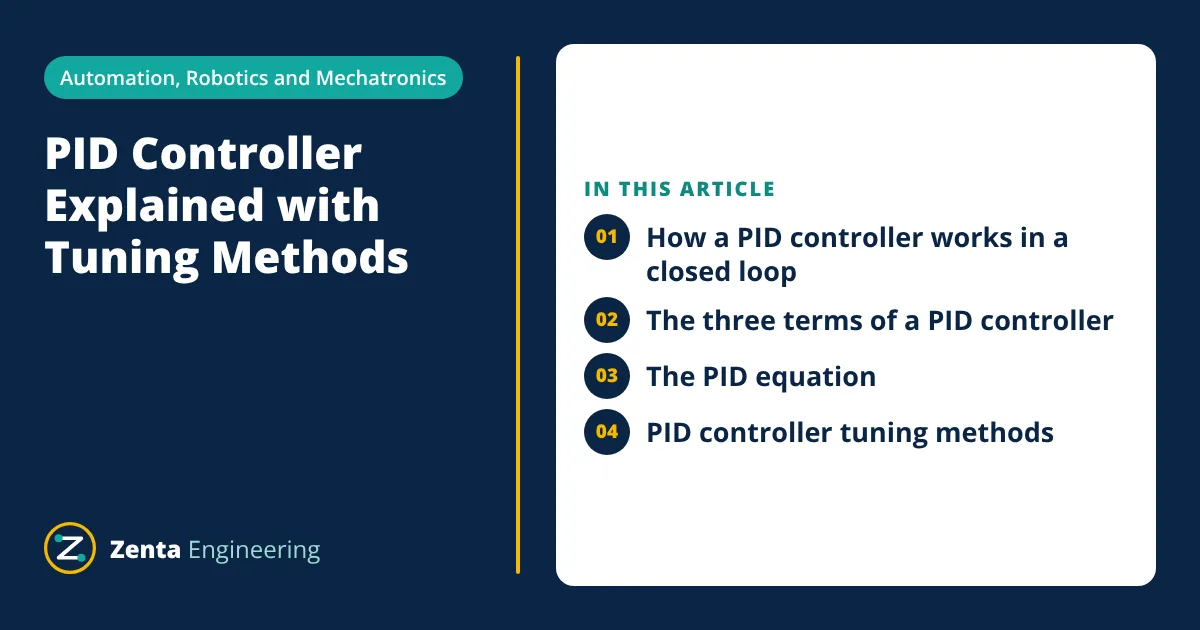 Automation, Robotics and Mechatronics
PID Controller
Explained with
Tuning Methods
Zenta Engineering
IN THIS ARTICLE
01 How a PID controller works in a
closed loop
02 The three terms of a PID controller
03 The PID equation
04 PID controller tuning methods